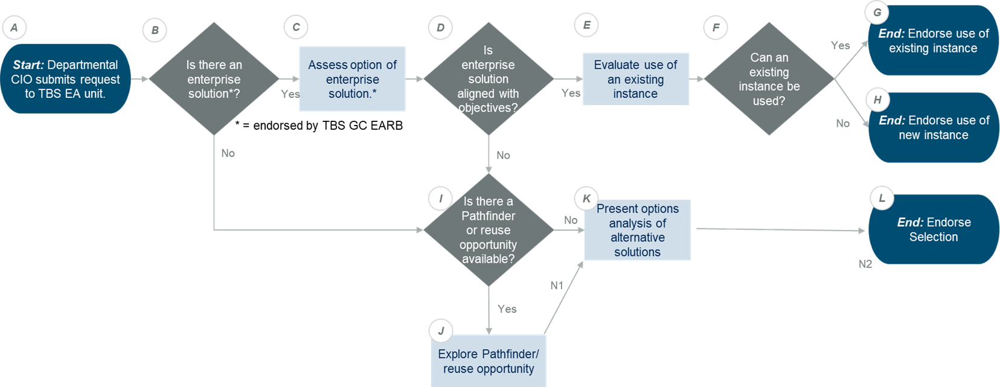 A
Start: Departmental
CIO submits request
to TBS EA unit.
B
Is there an
enterprise
solution*?
Yes
No
C
Assess option of
enterprise
solution.*
* = endorsed by TBS GC EARB
D
Is
enterprise
solution
aligned with
objectives?
Yes
No
E
Evaluate use of
an existing
instance
F
Can an
existing
instance be
used?
Yes
No
G
End: Endorse use of
existing instance
H
End: Endorse use of
new instance
I
Is there a
Pathfinder
or reuse
opportunity
available?
No
Yes
J
Explore Pathfinder/
reuse opportunity
N1
K
Present options
analysis of
alternative
solutions
L
End: Endorse
Selection
N2